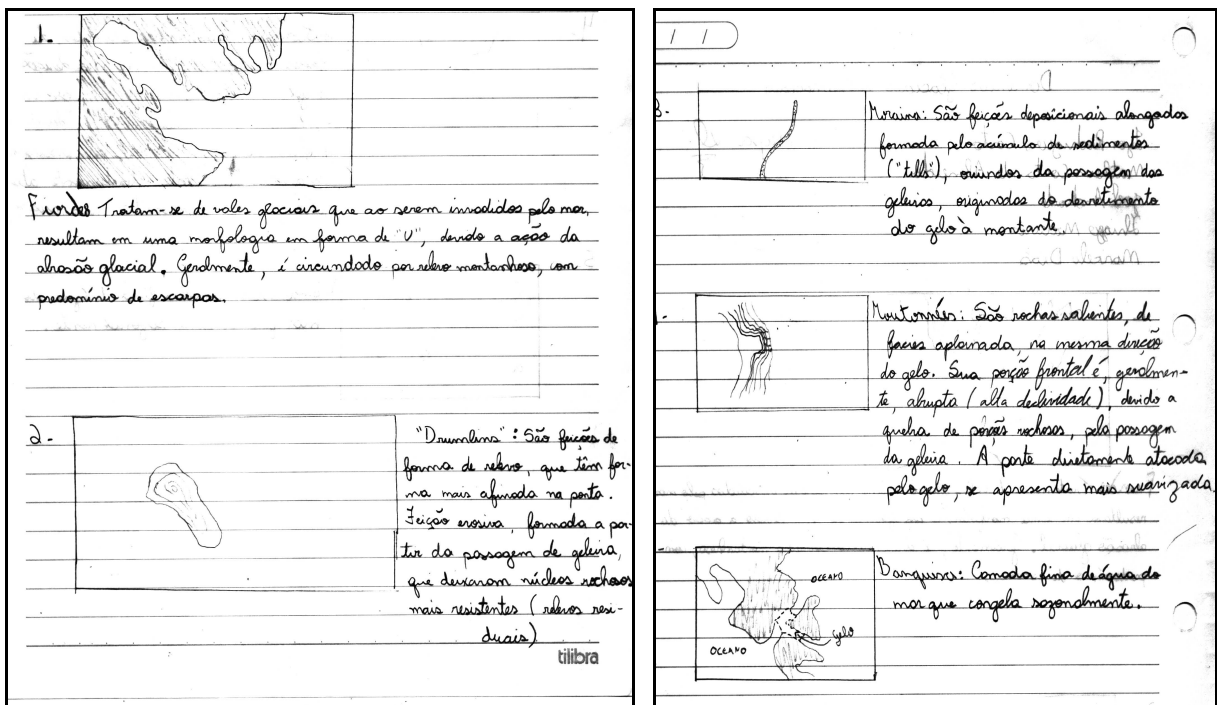 1.
Fiordes Tratam-se de vales glaciais que ao serem invadidos pelo mar,
resultam em uma morfologia em forma de "U", devido a ação da
abrasão glacial. Geralmente, é circundado por relevo montanhoso, com
predomínio de escarpas.
2-
"Drumlins": São feições de
forma de relevo, que têm for-
ma mais afunada na ponta.
Feição erosiva, formada a par-
tir da passagem de geleira,
que deixaram núcleos rochosos
mais resistentes (relevos resi-
duais)
tilibra
/ /
3-
Moraina: São feições deposicionais alongadas
formada pelo acúmulo de sedimentos
("tills"), oriundos da passagem das
geleiras, originados do derretimento
do gelo à montante.
Moutonnées: São rochas salientes, de
facies aplainada, na mesma direção
do gelo. Sua porção frontal é, geralmen-
te, abrupta (alta declividade), devido a
quebra de porções rochosas, pela passagem
da geleira. A parte diretamente atacada
pelo gelo, se apresenta mais suavizada.
OCEANO
gelo
OCEANO
Banquisa: Camada fina de água do
mar que congela sazonalmente.